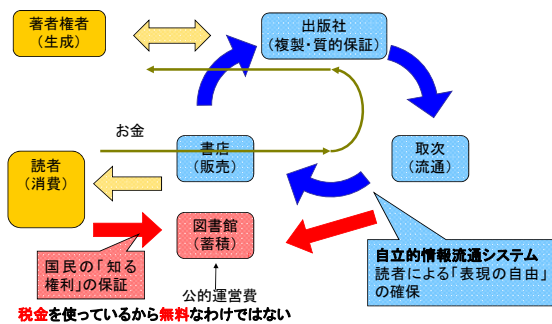 著者権者
(生成)
出版社
(複製・質的保証)
お金
書店
(販売)
取次
(流通)
読者
(消費)
図書館
(蓄積)
国民の「知る
権利」の保証
自立的情報流通システム
読者による「表現の自由」
の確保
公的運営費
税金を使っているから無料なわけではない